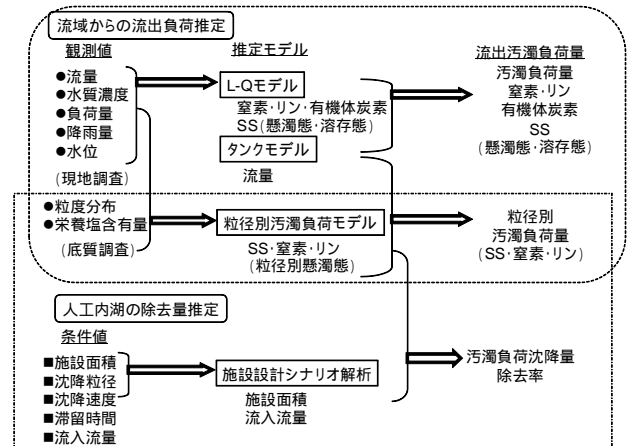 流域からの流出負荷推定
観測値
●流量
●水質濃度
●負荷量
●降雨量
●水位
(現地調査)
●粒度分布
●栄養塩含有量
(底質調査)
推定モデル
L-Qモデル
窒素・リン・有機体炭素
SS(懸濁態・溶存態)
タンクモデル
流量
粒径別汚濁負荷モデル
SS・窒素・リン
(粒径別懸濁態)
流出汚濁負荷量
汚濁負荷量
窒素・リン
有機体炭素
SS
(懸濁態・溶存態)
粒径別
汚濁負荷量
(SS・窒素・リン)
人工内湖の除去量推定
条件値
■施設面積
■沈降粒径
■沈降速度
■滞留時間
■流入流量
施設設計シナリオ解析
施設面積
流入流量
汚濁負荷沈降量
除去率